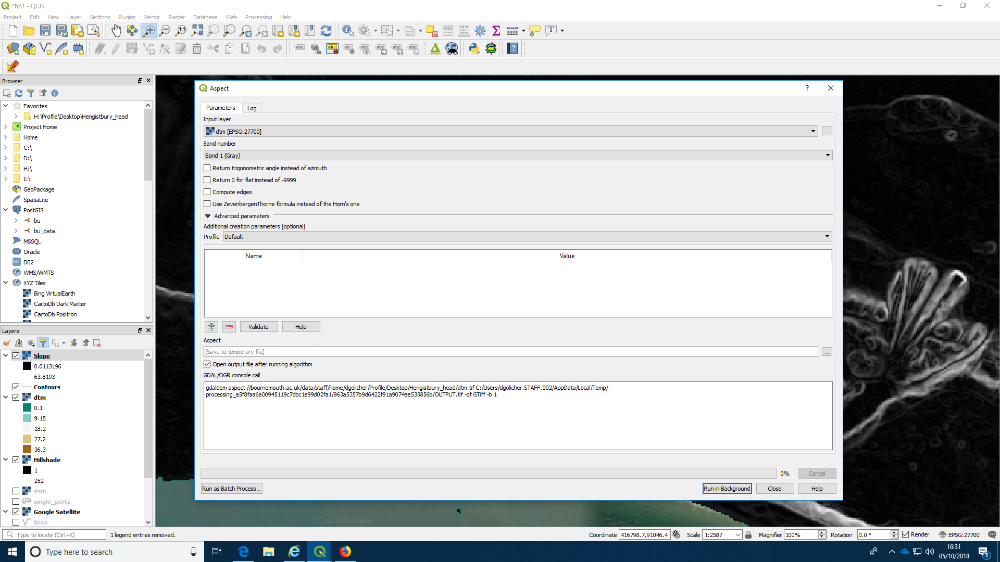 *hh1 - QGIS
Project Edit View Layer Settings Plugins Vector Raster Database Web Processing Help
Browser
Favorites
H:\Profile\Desktop\Hengistbury_head
Project Home
Home
C:\
D:\
H:\
I:\
GeoPackage
SpatiaLite
PostGIS
bu
bu_data
MSSQL
Oracle
DB2
WMS/WMTS
XYZ Tiles
Bing VirtualEarth
CartoDb Dark Matter
CartoDb Positron
Layers
Slope
0.0113196
63.8193
Contours
dtm
0.1
9.15
18.2
27.2
36.3
Hillshade
1
252
dsm
single_parts
Google Satellite
lines
Aspect
Parameters Log
Input layer
dtm [EPSG:27700]
Band number
Band 1 (Gray)
Return trigonometric angle instead of azimuth
Return 0 for flat instead of -9999
Compute edges
Use ZevenbergenThorne formula instead of the Horn's one
Advanced parameters
Additional creation parameters [optional]
Profile Default
Name Value
Validate Help
Aspect
[Save to temporary file]
Open output file after running algorithm
GDAL/OGR console call
gdaldem aspect //bournemouth.ac.uk/data/staff/home/dgolicher/Profile/Desktop/Hengistbury_head/dtm.tif C:/Users/dgolicher.STAFF.002/AppData/Local/Temp/
processing_a5f8faa6a00945119c7dbc1e99d02fa1/963a5357b9d6422f91a9074ae535856b/OUTPUT.tif -of GTiff -b 1
0% Cancel
Run as Batch Process... Run in Background Close Help
© 2018 Google
Type to locate (Ctrl+K) 1 legend entries removed. Coordinate 416798.7,91046.4 Scale 1:2587 Magnifier 100% Rotation 0.0 ° Render EPSG:27700
Type here to search
16:31
05/10/2018
1